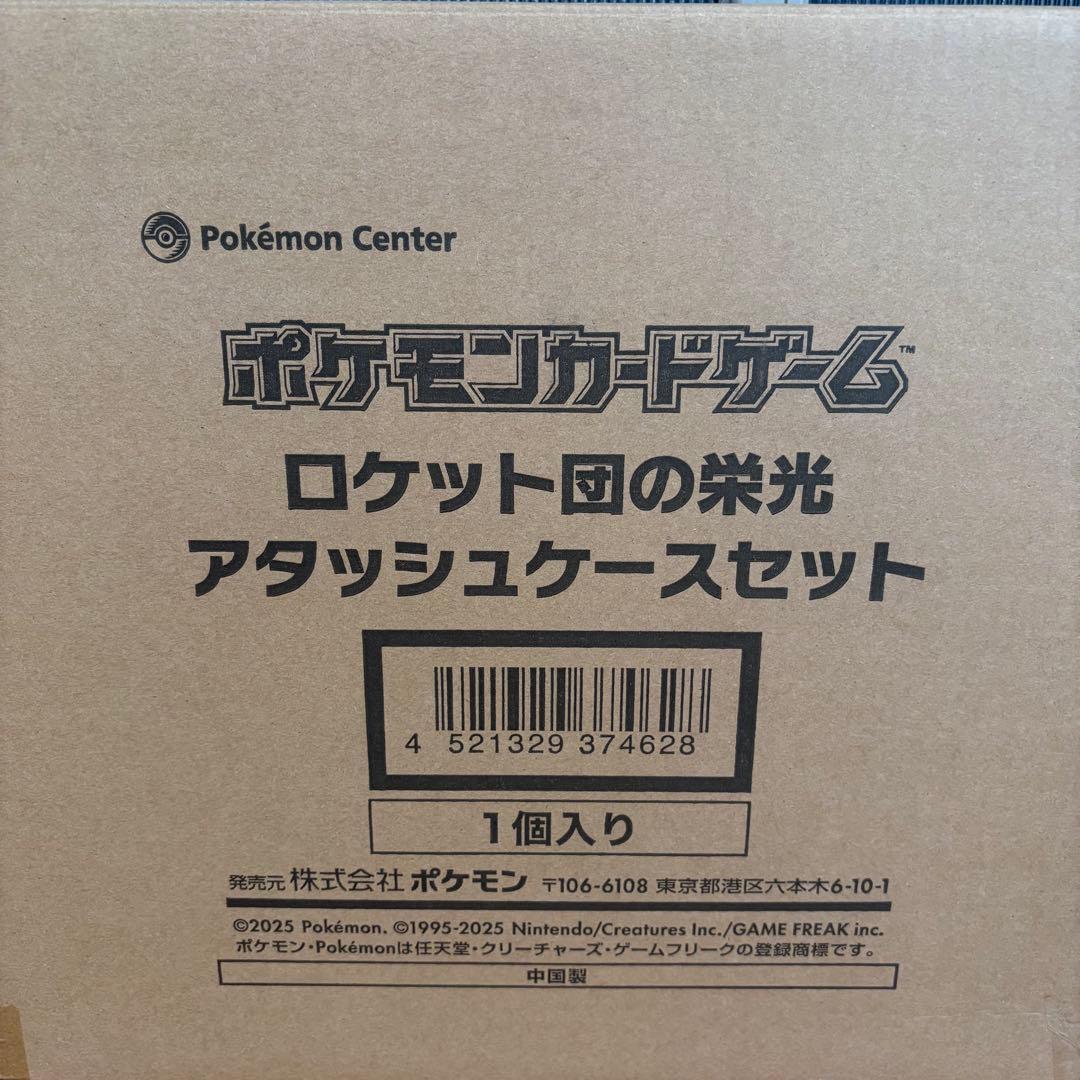 Pokémon Center
ポケモンカードゲーム™
ロケット団の栄光
アタッシュケースセット
4 521329 374628
1個入り
発売元 株式会社 ポケモン 〒106-6108 東京都港区六本木6-10-1
©2025 Pokémon. ©1995-2025 Nintendo/Creatures Inc./GAME FREAK inc.
ポケモン・Pokémonは任天堂・クリーチャーズ・ゲームフリークの登録商標です。
中国製